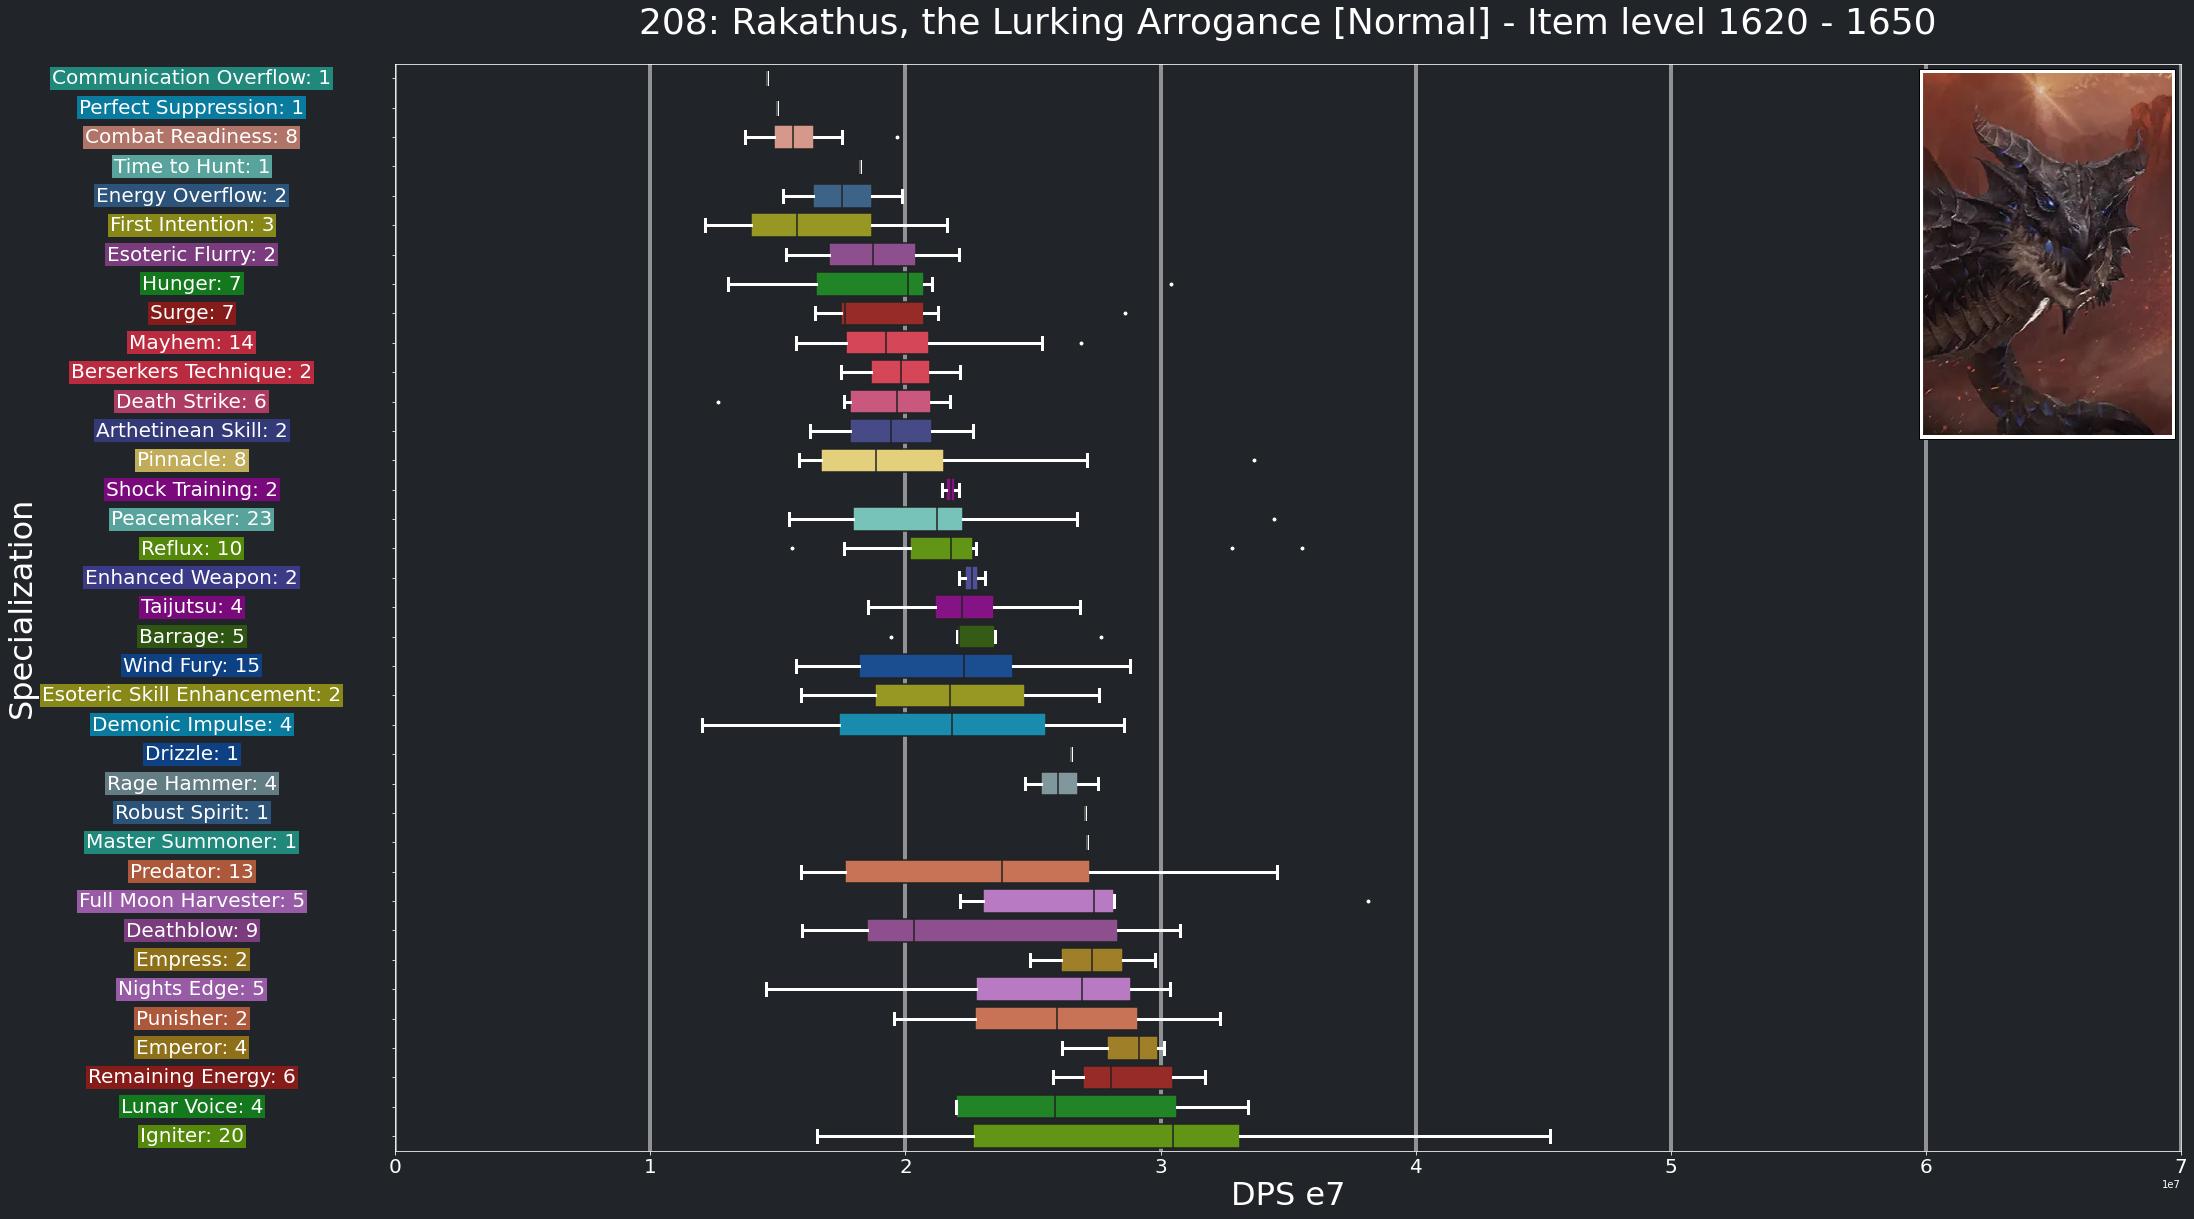 208: Rakathus, the Lurking Arrogance [Normal] - Item level 1620 - 1650
Specialization
Communication Overflow: 1
Perfect Suppression: 1
Combat Readiness: 8
Time to Hunt: 1
Energy Overflow: 2
First Intention: 3
Esoteric Flurry: 2
Hunger: 7
Surge: 7
Mayhem: 14
Berserkers Technique: 2
Death Strike: 6
Arthetinean Skill: 2
Pinnacle: 8
Shock Training: 2
Peacemaker: 23
Reflux: 10
Enhanced Weapon: 2
Taijutsu: 4
Barrage: 5
Wind Fury: 15
Esoteric Skill Enhancement: 2
Demonic Impulse: 4
Drizzle: 1
Rage Hammer: 4
Robust Spirit: 1
Master Summoner: 1
Predator: 13
Full Moon Harvester: 5
Deathblow: 9
Empress: 2
Nights Edge: 5
Punisher: 2
Emperor: 4
Remaining Energy: 6
Lunar Voice: 4
Igniter: 20
0 1 2 3 4 5 6 7
1e7
DPS e7